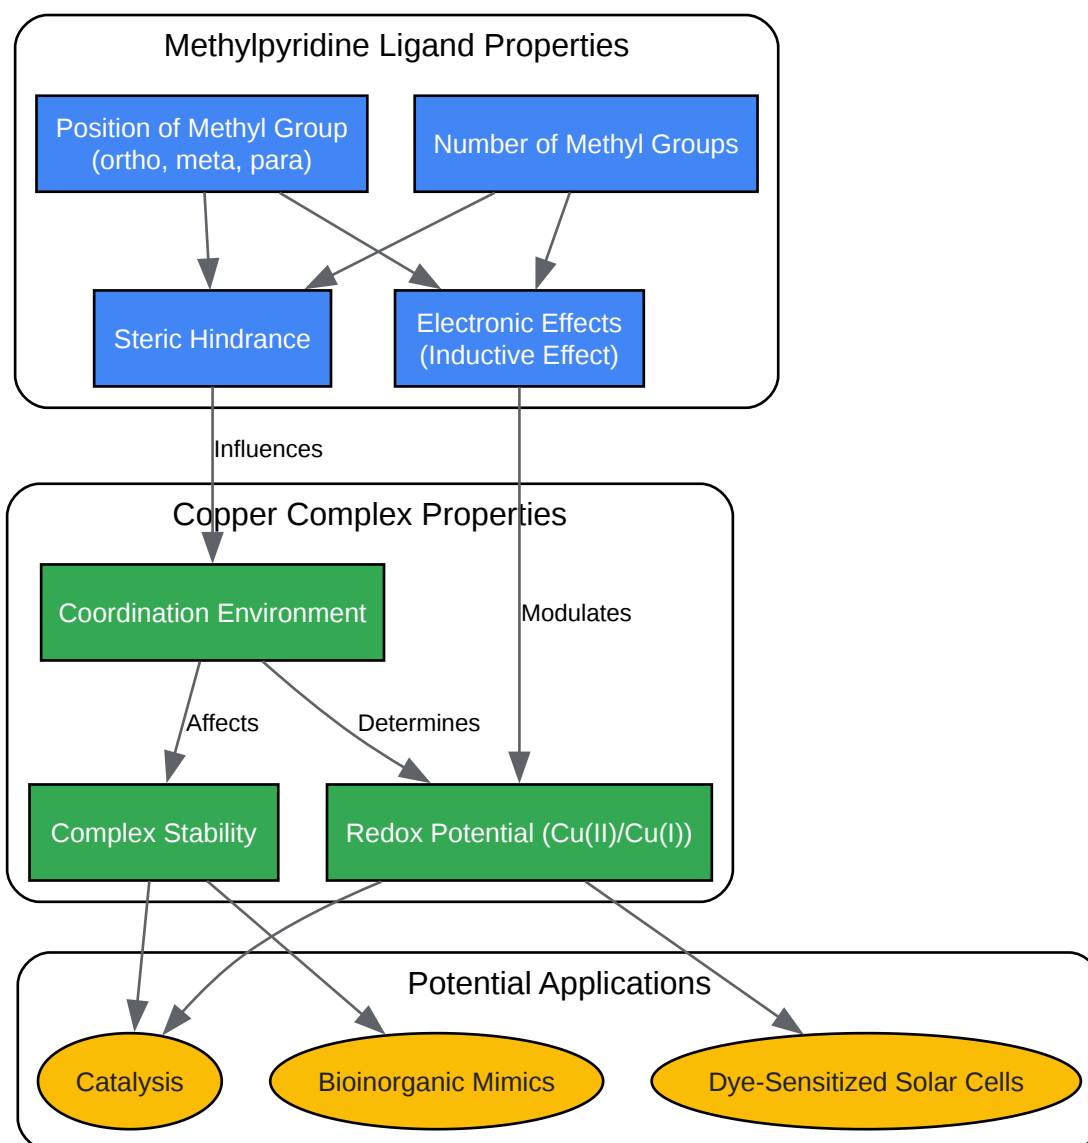 Methylpyridine Ligand Properties
Position of Methyl Group
(ortho, meta, para)
Number of Methyl Groups
Steric Hindrance
Electronic Effects
(Inductive Effect)
Influences
Copper Complex Properties
Coordination Environment
Modulates
Affects
Determines
Complex Stability
Redox Potential (Cu(II)/Cu(I))
Potential Applications
Catalysis
Bioinorganic Mimics
Dye-Sensitized Solar Cells